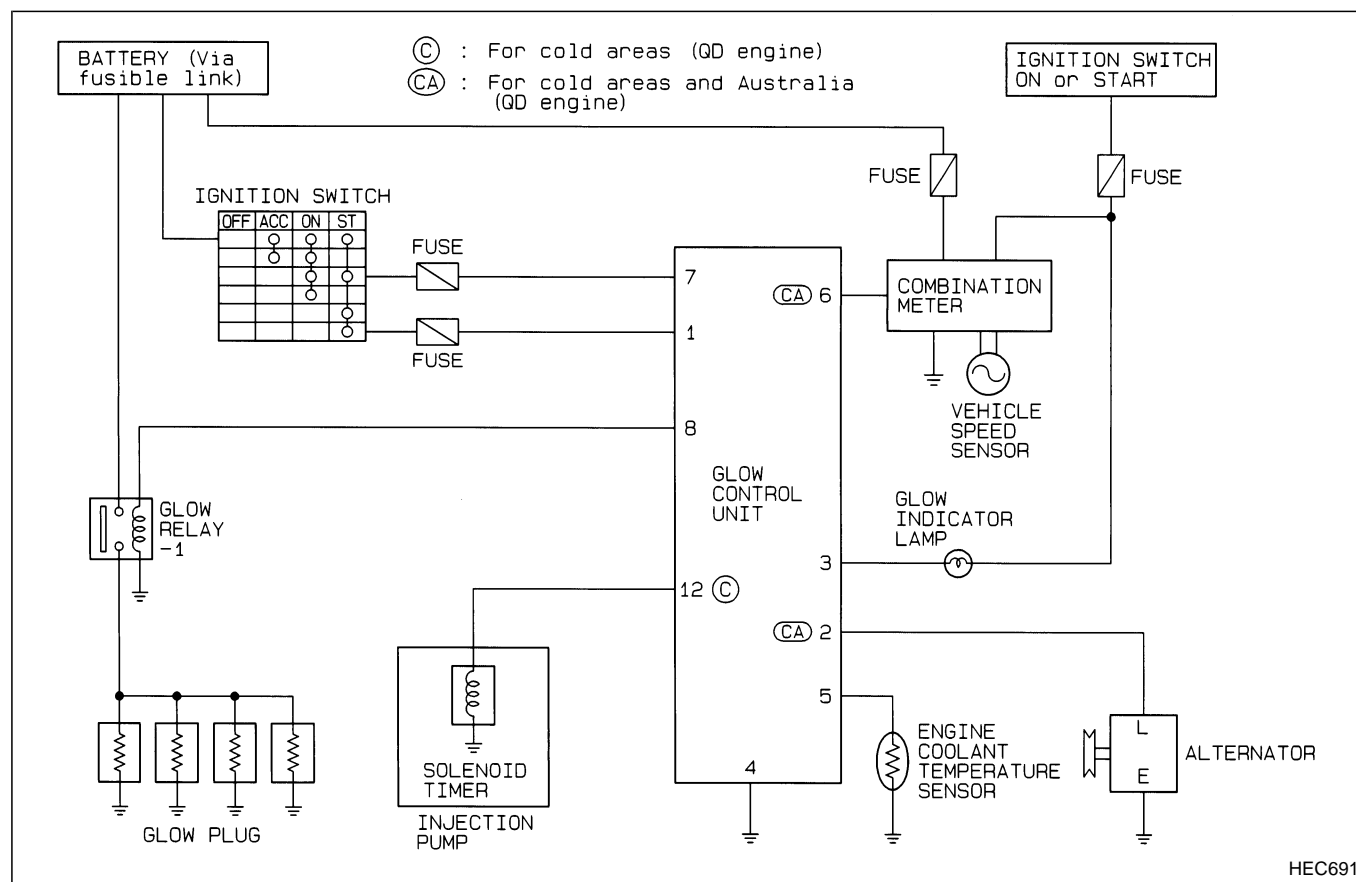 BATTERY (Via
fusible link)
Ⓒ : For cold areas (QD engine)
(CA) : For cold areas and Australia
(QD engine)
IGNITION SWITCH
ON or START
FUSE
FUSE
IGNITION SWITCH
OFF ACC ON ST
FUSE
FUSE
7
1
8
12 Ⓒ
GLOW
CONTROL
UNIT
4
(CA) 6
3
(CA) 2
5
COMBINATION
METER
VEHICLE
SPEED
SENSOR
GLOW
INDICATOR
LAMP
GLOW
RELAY
-1
GLOW PLUG
SOLENOID
TIMER
INJECTION
PUMP
ENGINE
COOLANT
TEMPERATURE
SENSOR
L
E
ALTERNATOR
HEC691